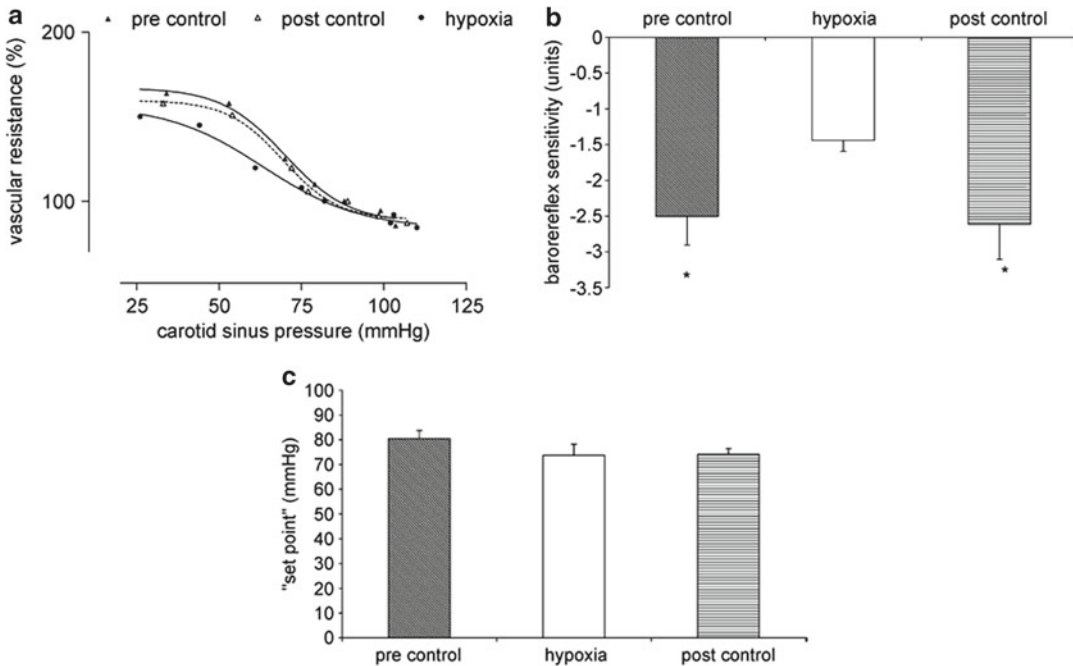 a
▲ pre control △ post control ● hypoxia
200
100
vascular resistance (%)
25 50 75 100 125
carotid sinus pressure (mmHg)
b
pre control hypoxia post control
0
-0.5
-1
-1.5
-2
-2.5
-3
-3.5
barorereflex sensitivity (units)
* *
c
100
90
80
70
60
50
40
30
20
10
0
"set point" (mmHg)
pre control hypoxia post control